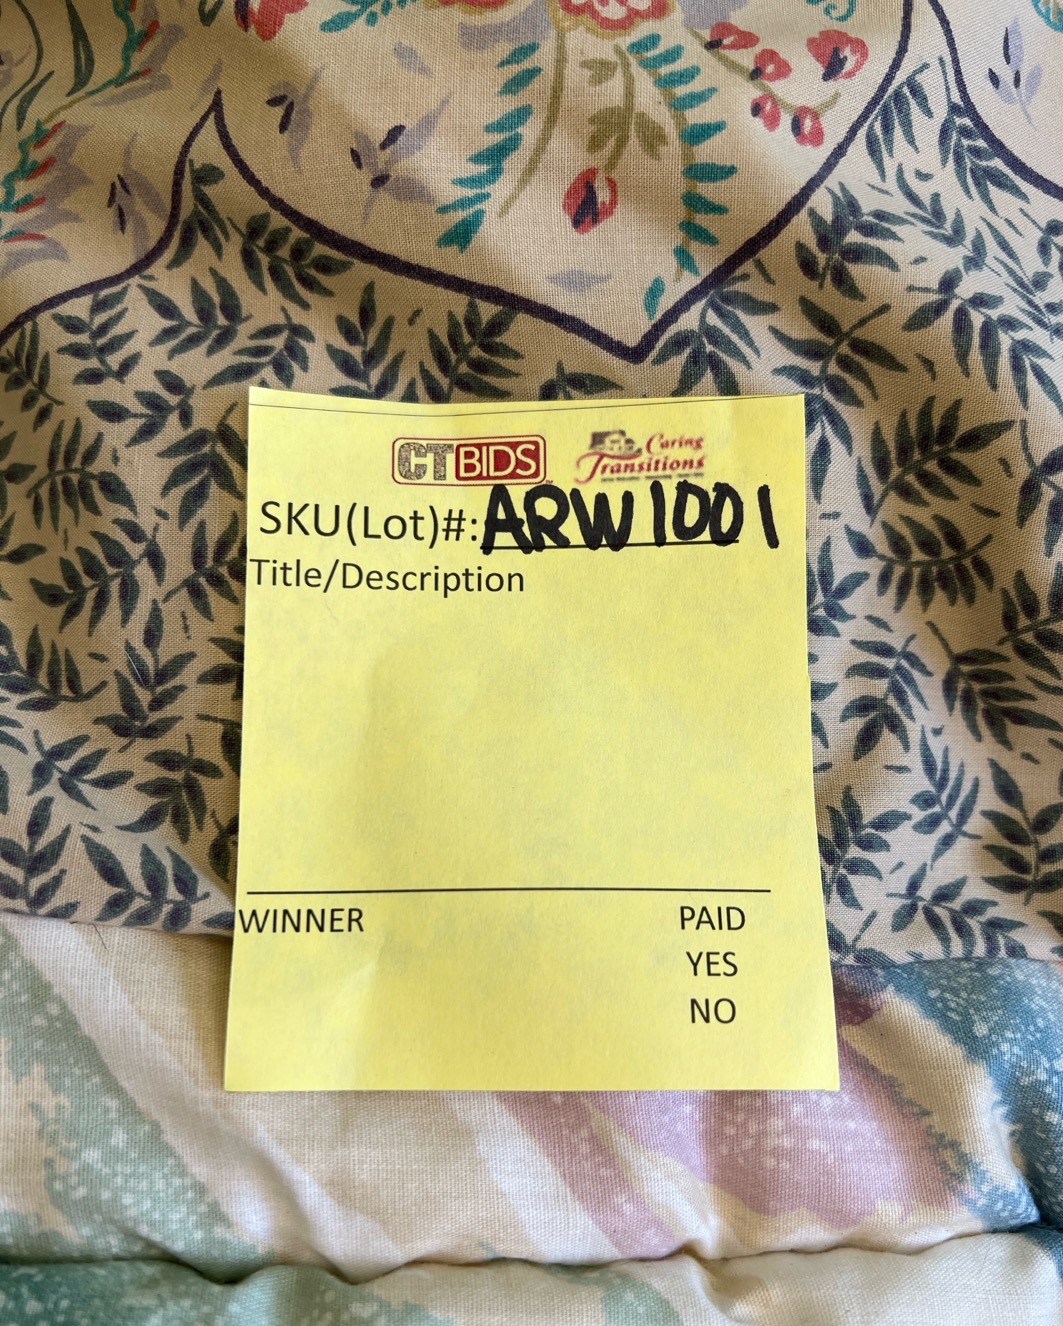 CTBIDS
Caring
Transitions
SKU(Lot)#: ARW1001
Title/Description
WINNER PAID
YES
NO